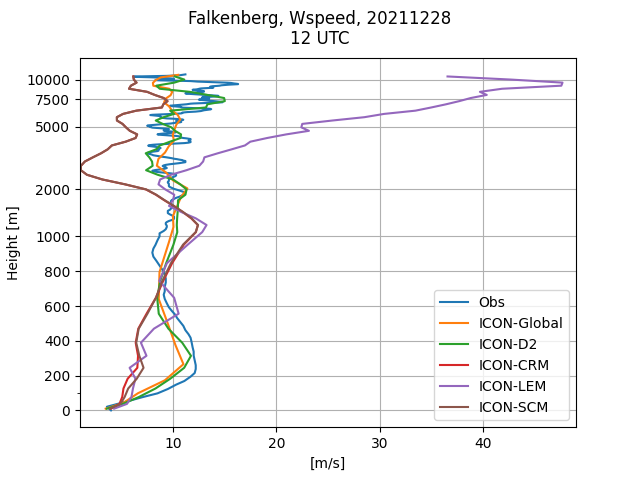 Falkenberg, Wspeed, 20211228
12 UTC
10000
7500
5000
2000
1000
800
600
400
200
0
Height [m]
10
20
30
40
[m/s]
Obs
ICON-Global
ICON-D2
ICON-CRM
ICON-LEM
ICON-SCM